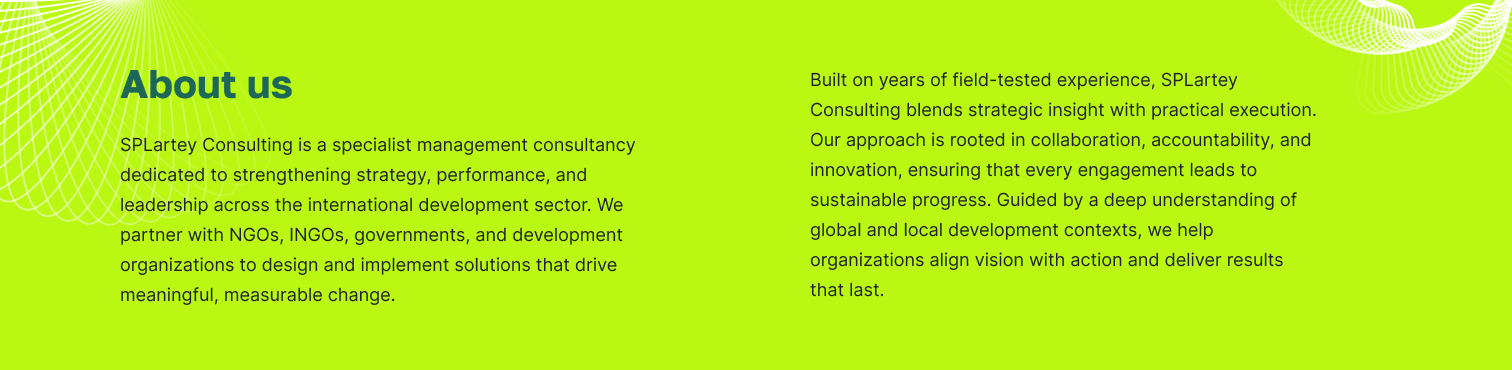 About us
SPLartey Consulting is a specialist management consultancy
dedicated to strengthening strategy, performance, and
leadership across the international development sector. We
partner with NGOs, INGOs, governments, and development
organizations to design and implement solutions that drive
meaningful, measurable change.
Built on years of field-tested experience, SPLartey
Consulting blends strategic insight with practical execution.
Our approach is rooted in collaboration, accountability, and
innovation, ensuring that every engagement leads to
sustainable progress. Guided by a deep understanding of
global and local development contexts, we help
organizations align vision with action and deliver results
that last.